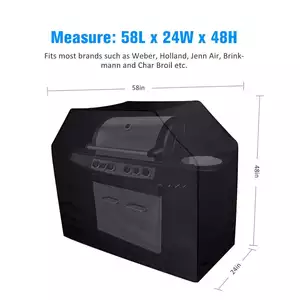 Measure: 58L x 24W x 48H
Fits most brands such as Weber, Holland, Jenn Air, Brink-
mann and Char Broil etc.
58in
48in
24in